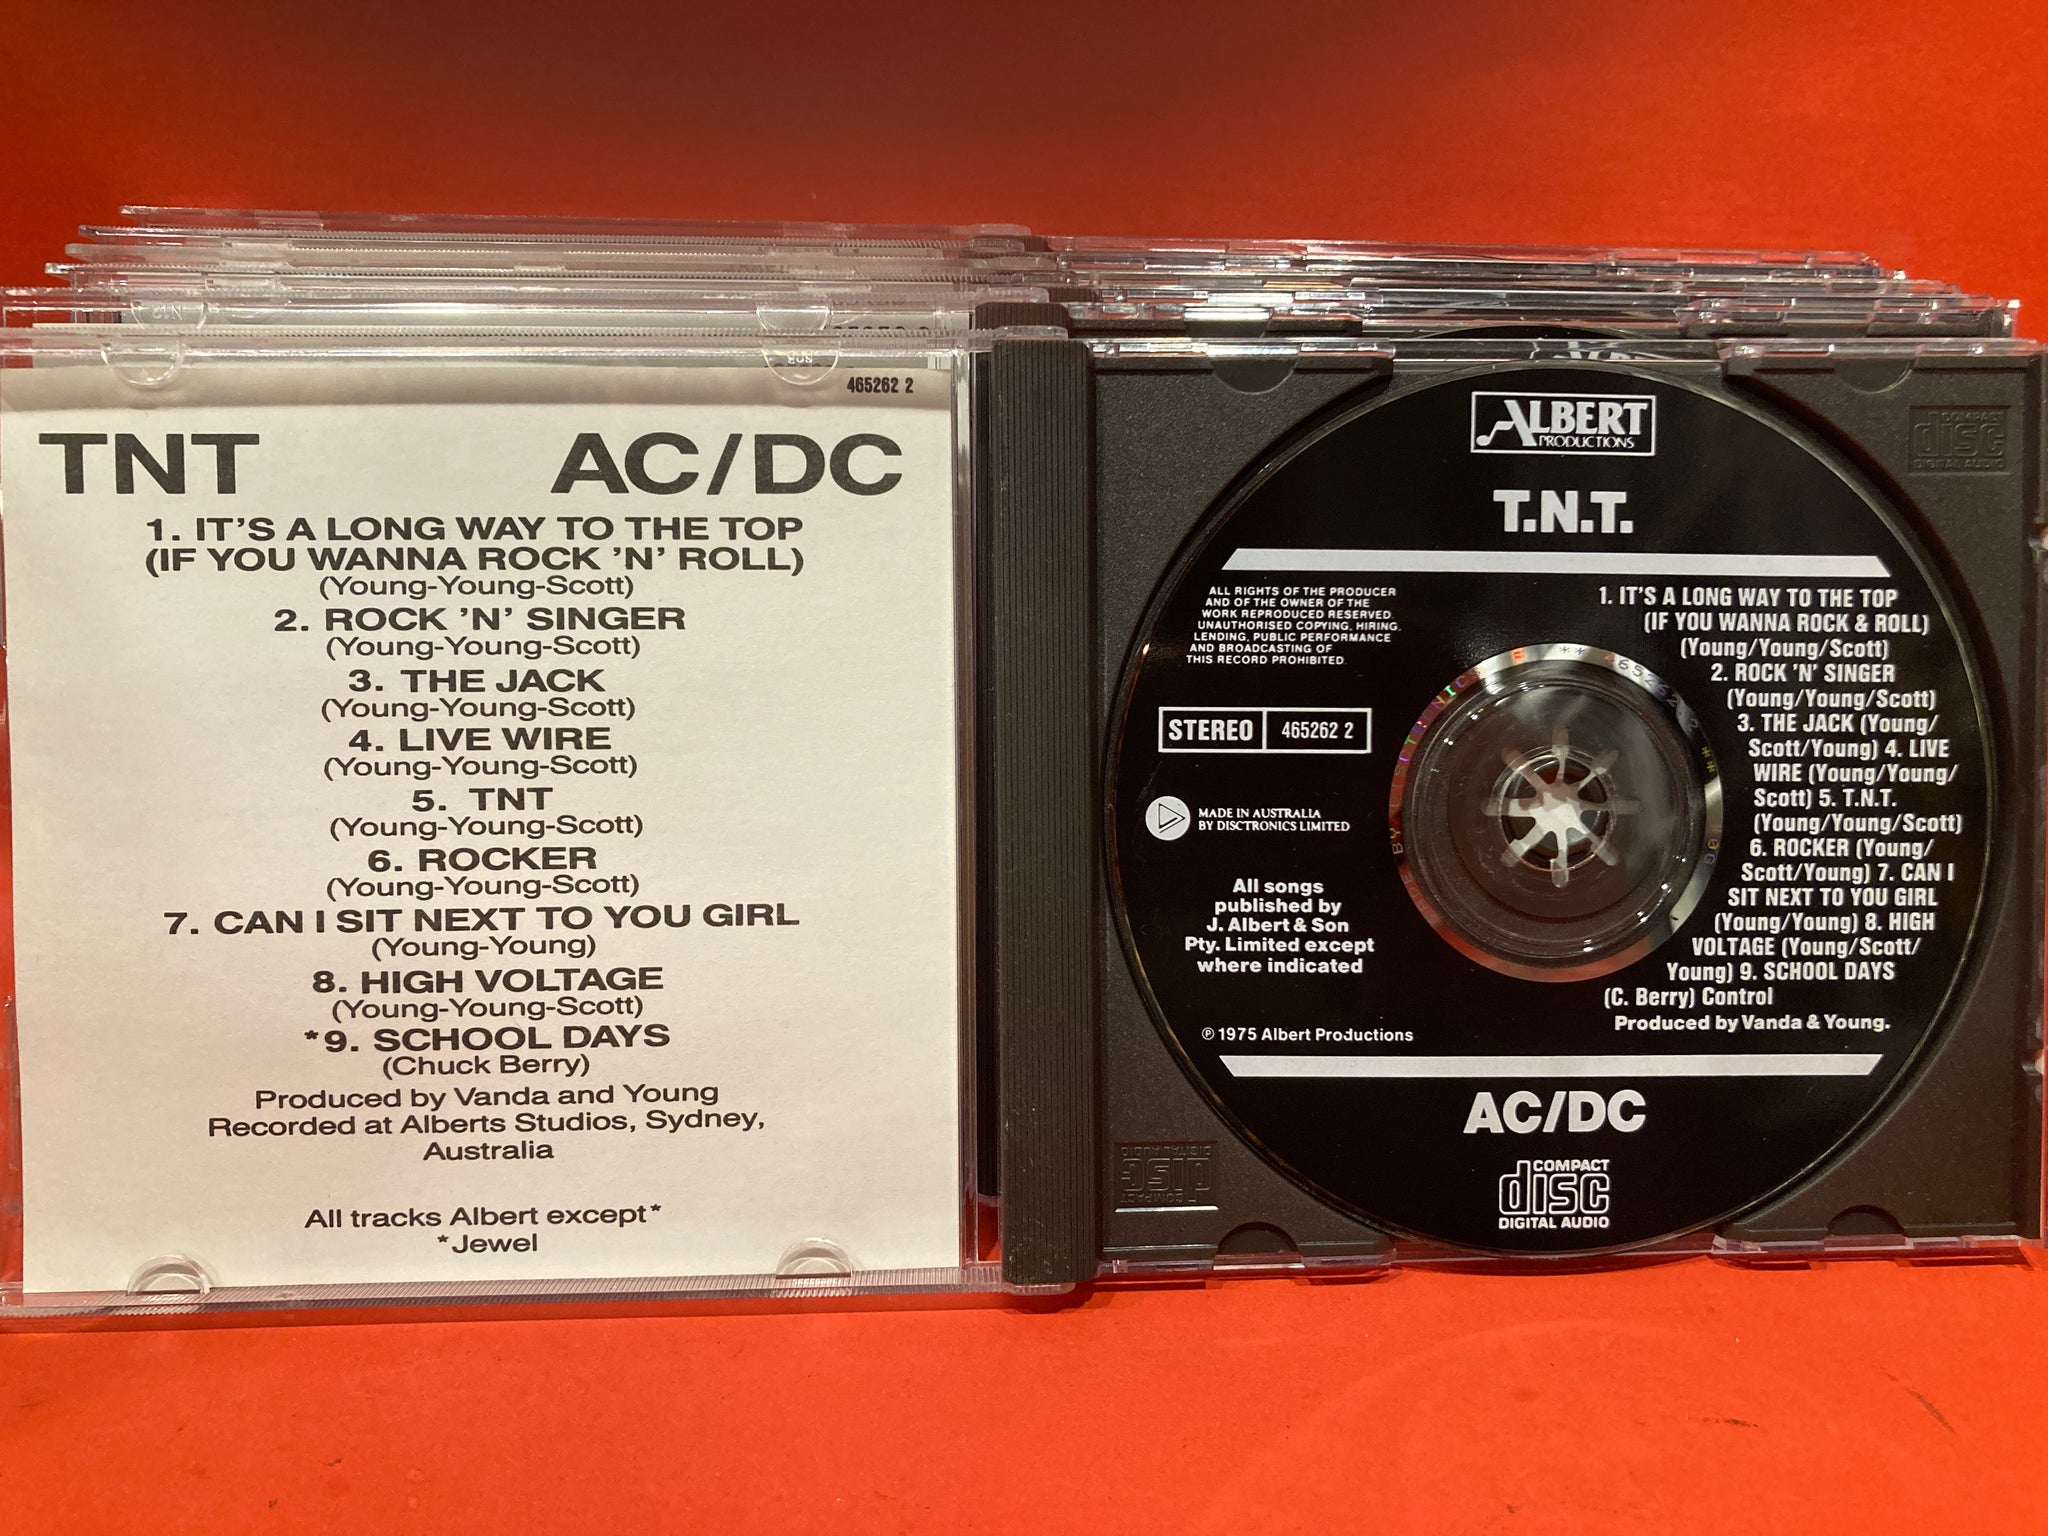 465262 2
TNT AC/DC
1. IT'S A LONG WAY TO THE TOP
(IF YOU WANNA ROCK 'N' ROLL)
(Young-Young-Scott)
2. ROCK 'N' SINGER
(Young-Young-Scott)
3. THE JACK
(Young-Young-Scott)
4. LIVE WIRE
(Young-Young-Scott)
5. TNT
(Young-Young-Scott)
6. ROCKER
(Young-Young-Scott)
7. CAN I SIT NEXT TO YOU GIRL
(Young-Young)
8. HIGH VOLTAGE
(Young-Young-Scott)
*9. SCHOOL DAYS
(Chuck Berry)
Produced by Vanda and Young
Recorded at Alberts Studios, Sydney,
Australia
All tracks Albert except*
*Jewel
ALBERT
PRODUCTIONS
T.N.T.
ALL RIGHTS OF THE PRODUCER
AND OF THE OWNER OF THE
WORK REPRODUCED RESERVED.
UNAUTHORISED COPYING, HIRING,
LENDING, PUBLIC PERFORMANCE
AND BROADCASTING OF
THIS RECORD PROHIBITED.
STEREO 465262 2
MADE IN AUSTRALIA
BY DISCTRONICS LIMITED
All songs
published by
J. Albert & Son
Pty. Limited except
where indicated
℗ 1975 Albert Productions
1. IT'S A LONG WAY TO THE TOP
(IF YOU WANNA ROCK & ROLL)
(Young/Young/Scott)
2. ROCK 'N' SINGER
(Young/Young/Scott)
3. THE JACK (Young/
Scott/Young) 4. LIVE
WIRE (Young/Young/
Scott) 5. T.N.T.
(Young/Young/Scott)
6. ROCKER (Young/
Scott/Young) 7. CAN I
SIT NEXT TO YOU GIRL
(Young/Young) 8. HIGH
VOLTAGE (Young/Scott/
Young) 9. SCHOOL DAYS
(C. Berry) Control
Produced by Vanda & Young.
AC/DC
COMPACT
disc
DIGITAL AUDIO
COMPACT
disc
DIGITAL AUDIO
COMPACT
disc
DIGITAL AUDIO